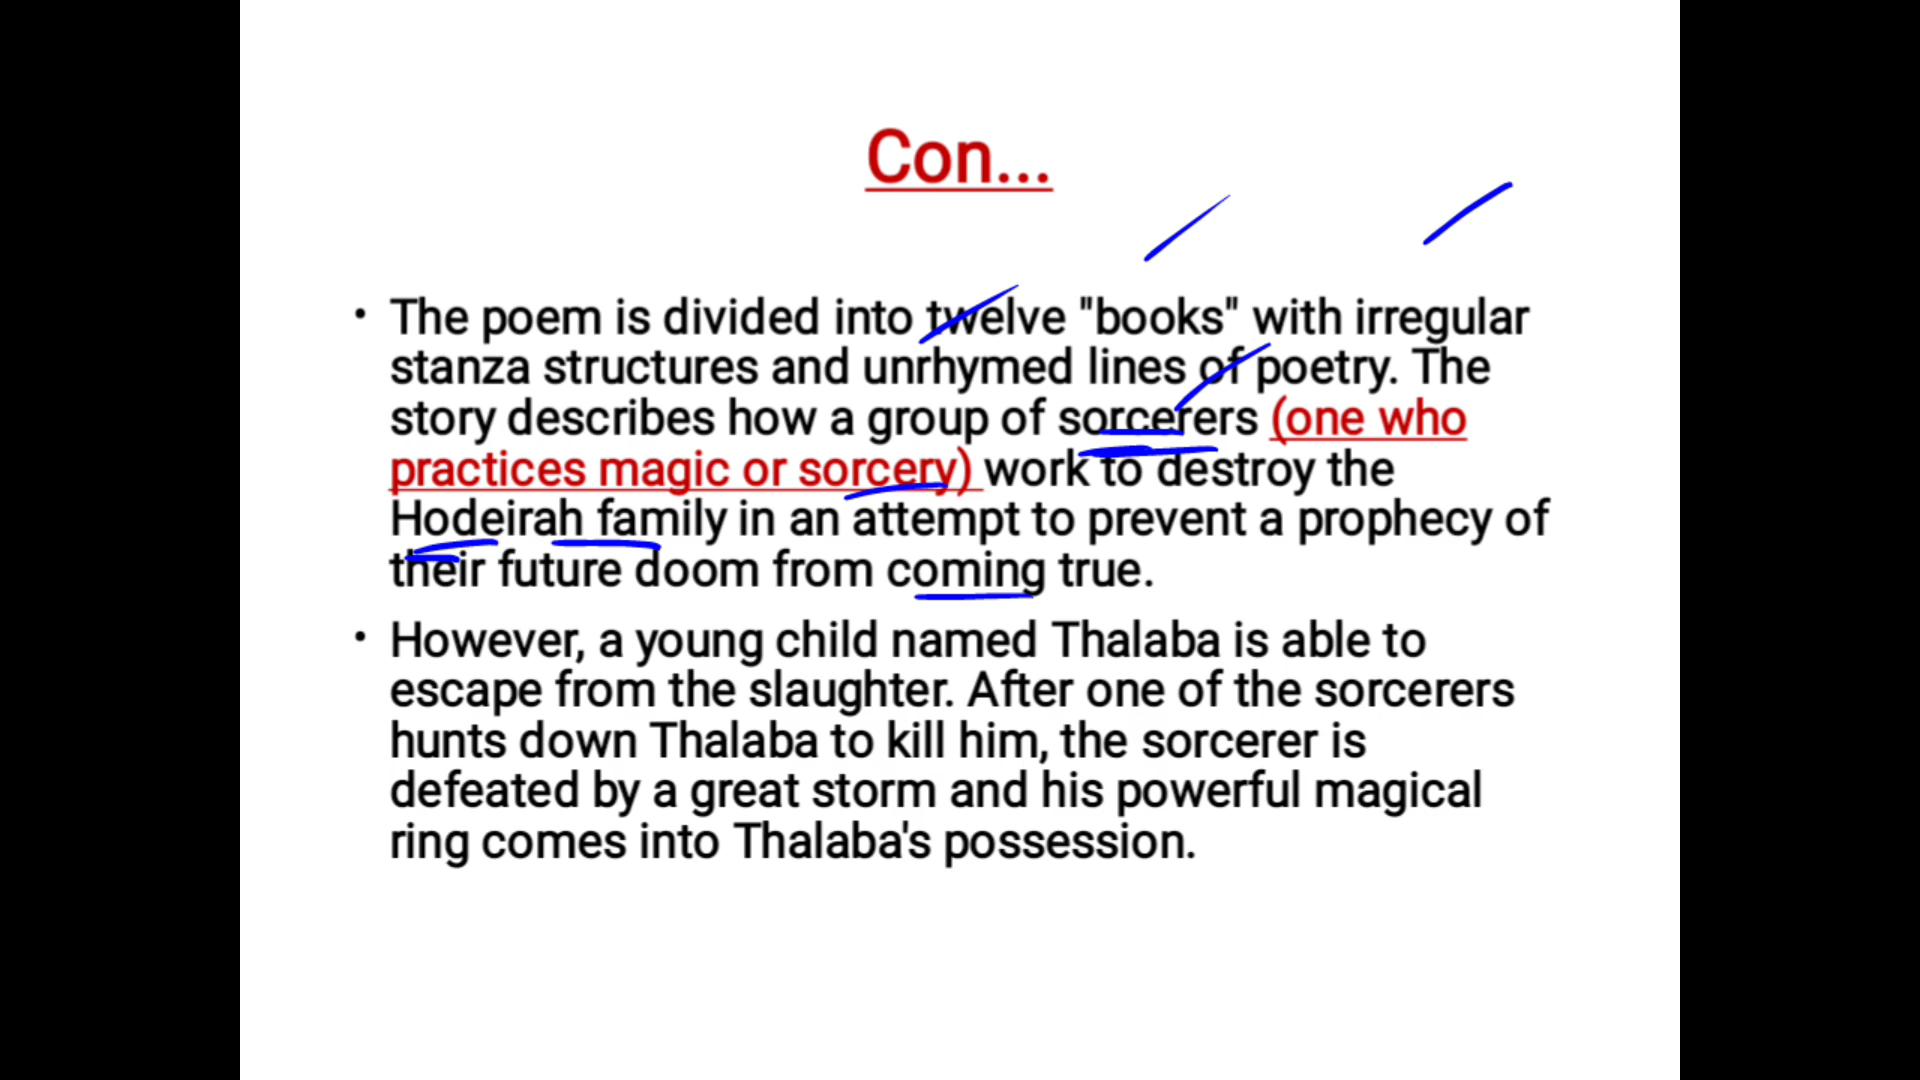 Con...
• The poem is divided into twelve "books" with irregular
stanza structures and unrhymed lines of poetry. The
story describes how a group of sorcerers (one who
practices magic or sorcery) work to destroy the
Hodeirah family in an attempt to prevent a prophecy of
their future doom from coming true.
• However, a young child named Thalaba is able to
escape from the slaughter. After one of the sorcerers
hunts down Thalaba to kill him, the sorcerer is
defeated by a great storm and his powerful magical
ring comes into Thalaba's possession.